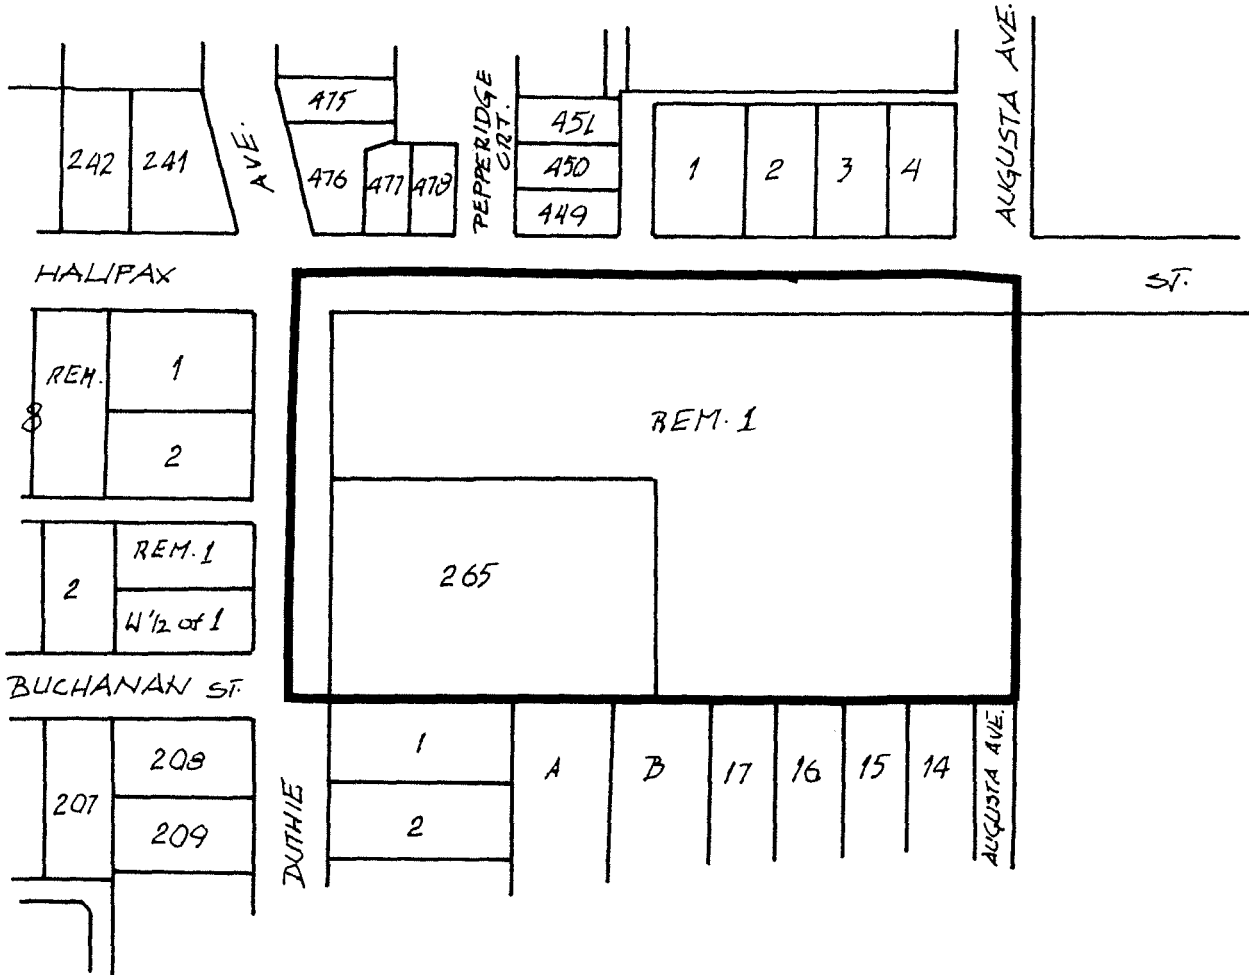 AUGUSTA AVE.
475
PEPPERIDGE
CRT.
451
242
241
AVE.
476
477
478
450
449
1
2
3
4
HALIFAX
ST.
REM.
8
1
2
REM. 1
REM. 1
2
W 1/2 of 1
265
BUCHANAN ST.
208
207
209
DUTHIE
1
2
A
B
17
16
15
14
AUGUSTA AVE.